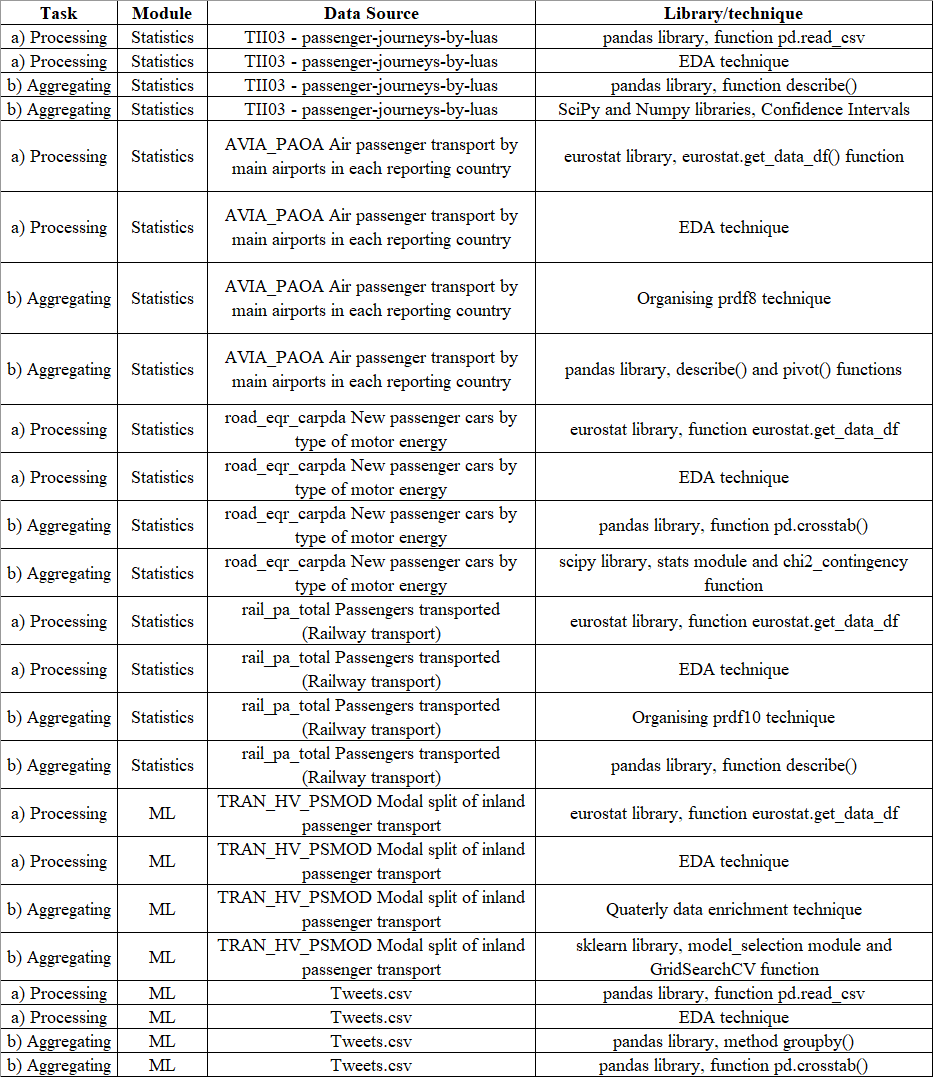 Task Module Data Source Library/technique
a) Processing Statistics TII03 - passenger-journeys-by-luas pandas library, function pd.read_csv
a) Processing Statistics TII03 - passenger-journeys-by-luas EDA technique
b) Aggregating Statistics TII03 - passenger-journeys-by-luas pandas library, function describe()
b) Aggregating Statistics TII03 - passenger-journeys-by-luas SciPy and Numpy libraries, Confidence Intervals
a) Processing Statistics AVIA_PAOA Air passenger transport by
main airports in each reporting country eurostat library, eurostat.get_data_df() function
a) Processing Statistics AVIA_PAOA Air passenger transport by
main airports in each reporting country EDA technique
b) Aggregating Statistics AVIA_PAOA Air passenger transport by
main airports in each reporting country Organising prdf8 technique
b) Aggregating Statistics AVIA_PAOA Air passenger transport by
main airports in each reporting country pandas library, describe() and pivot() functions
a) Processing Statistics road_eqr_carpda New passenger cars by
type of motor energy eurostat library, function eurostat.get_data_df
a) Processing Statistics road_eqr_carpda New passenger cars by
type of motor energy EDA technique
b) Aggregating Statistics road_eqr_carpda New passenger cars by
type of motor energy pandas library, function pd.crosstab()
b) Aggregating Statistics road_eqr_carpda New passenger cars by
type of motor energy scipy library, stats module and chi2_contingency
function
a) Processing Statistics rail_pa_total Passengers transported
(Railway transport) eurostat library, function eurostat.get_data_df
a) Processing Statistics rail_pa_total Passengers transported
(Railway transport) EDA technique
b) Aggregating Statistics rail_pa_total Passengers transported
(Railway transport) Organising prdf10 technique
b) Aggregating Statistics rail_pa_total Passengers transported
(Railway transport) pandas library, function describe()
a) Processing ML TRAN_HV_PSMOD Modal split of inland
passenger transport eurostat library, function eurostat.get_data_df
a) Processing ML TRAN_HV_PSMOD Modal split of inland
passenger transport EDA technique
b) Aggregating ML TRAN_HV_PSMOD Modal split of inland
passenger transport Quaterly data enrichment technique
b) Aggregating ML TRAN_HV_PSMOD Modal split of inland
passenger transport sklearn library, model_selection module and
GridSearchCV function
a) Processing ML Tweets.csv pandas library, function pd.read_csv
a) Processing ML Tweets.csv EDA technique
b) Aggregating ML Tweets.csv pandas library, method groupby()
b) Aggregating ML Tweets.csv pandas library, function pd.crosstab()